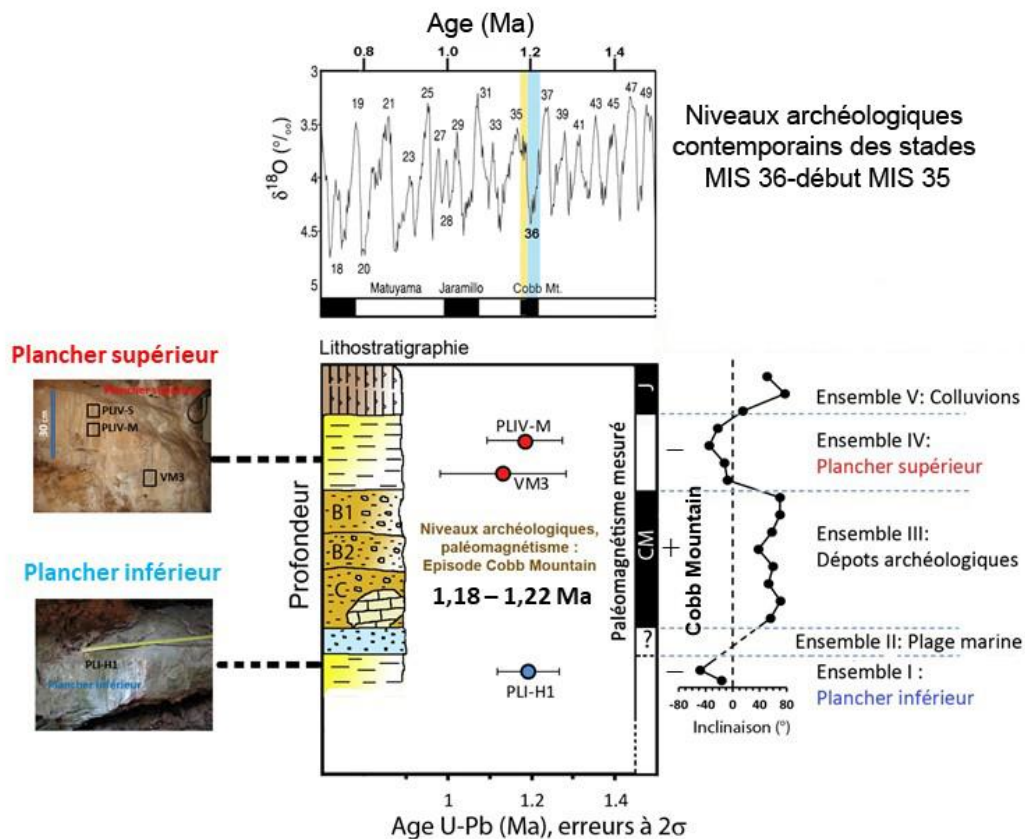 Age (Ma)
0.8 1.0 1.2 1.4
3
3.5
4
4.5
5
δ18O (°/oo)
19 21 25 31 35 37 47 49
23 27 29 33 39 41 43 45
28
18 20
36
Matuyama Jaramillo Cobb Mt.
Niveaux archéologiques
contemporains des stades
MIS 36-début MIS 35
Plancher supérieur
Plancher supérieur
30 cm
PLIV-S
PLIV-M
VM3
Plancher inférieur
PLI-H1
Plancher inférieur
Lithostratigraphie
Profondeur
B1
B2
C
PLIV-M
VM3
Niveaux archéologiques,
paléomagnétisme :
Episode Cobb Mountain
1,18 – 1,22 Ma
PLI-H1
Paléomagnétisme mesuré
J
CM
?
−
+
−
Cobb Mountain
-80 -40 0 40 80
Inclinaison (°)
Ensemble V: Colluvions
Ensemble IV:
Plancher supérieur
Ensemble III:
Dépots archéologiques
Ensemble II: Plage marine
Ensemble I :
Plancher inférieur
1 1.2 1.4
Age U-Pb (Ma), erreurs à 2σ